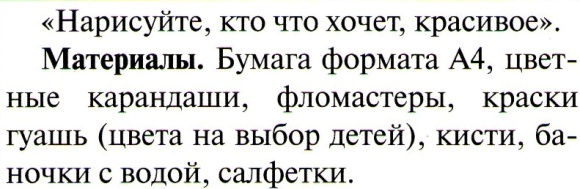 «Нарисуйте, кто что хочет, красивое».
Материалы. Бумага формата А4, цвет-
ные карандаши, фломастеры, краски
гуашь (цвета на выбор детей), кисти, ба-
ночки с водой, салфетки.